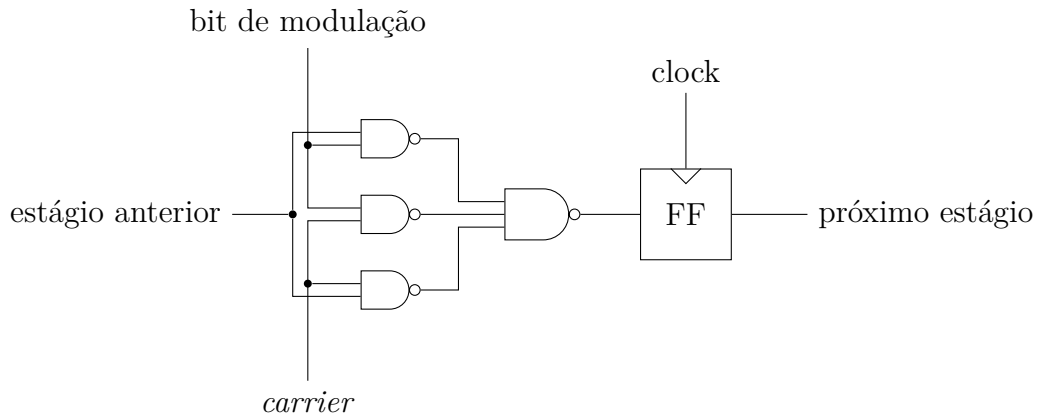 bit de modulação
clock
estágio anterior
FF
próximo estágio
carrier